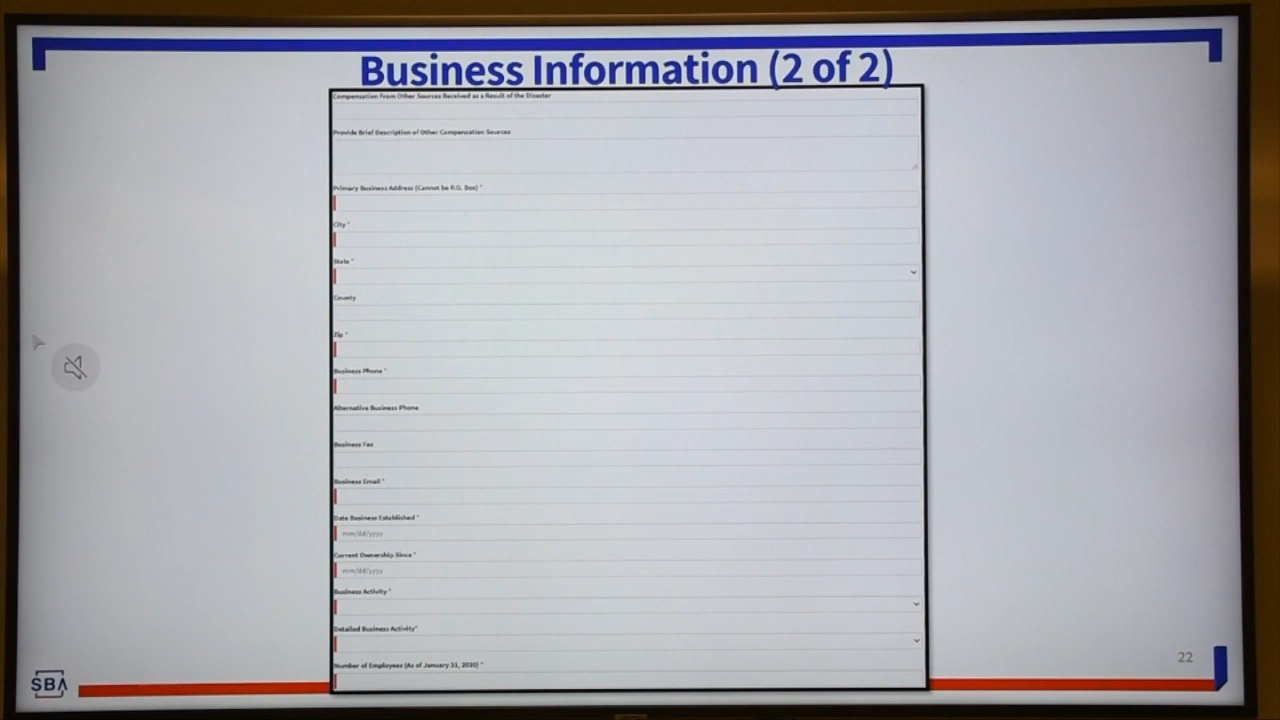 Business Information (2 of 2)
Compensation From Other Sources Received as a Result of the Disaster
Provide Brief Description of Other Compensation Sources
Primary Business Address (Cannot be P.O. Box) *
City *
State *
County
Zip *
Business Phone *
Alternative Business Phone
Business Fax
Business Email *
Date Business Established *
mm/dd/yyyy
Current Ownership Since *
mm/dd/yyyy
Business Activity *
Detailed Business Activity*
Number of Employees (As of January 31, 2020) *
22
SBA